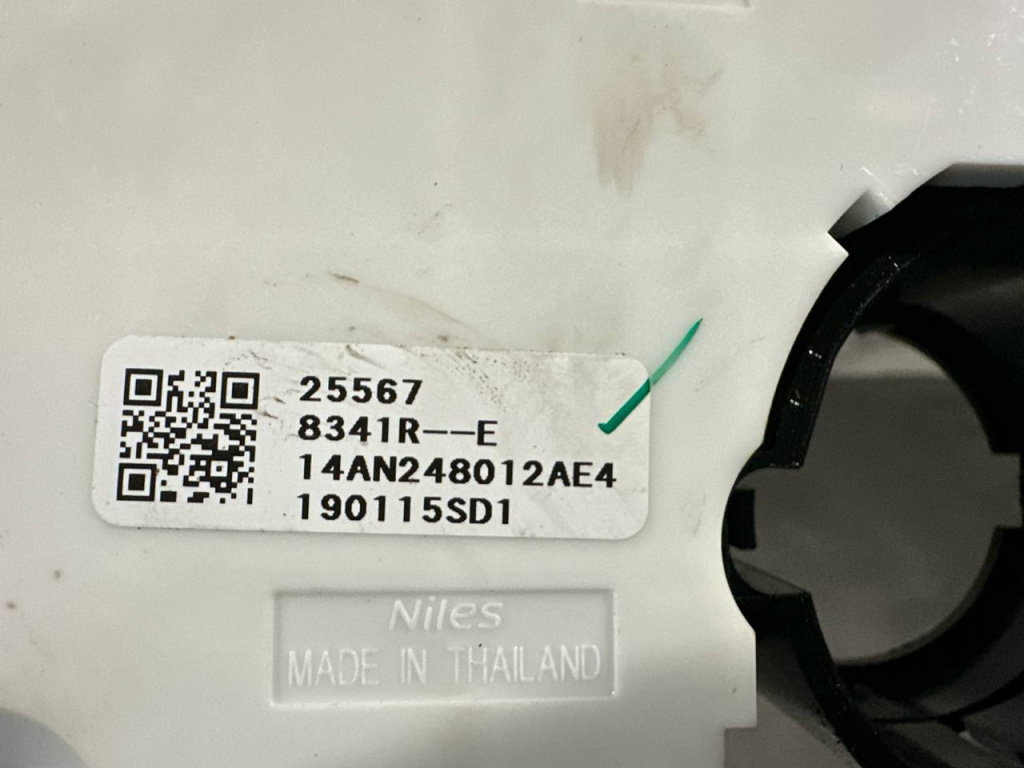 25567
8341R--E
14AN248012AE4
190115SD1
Niles
MADE IN THAILAND